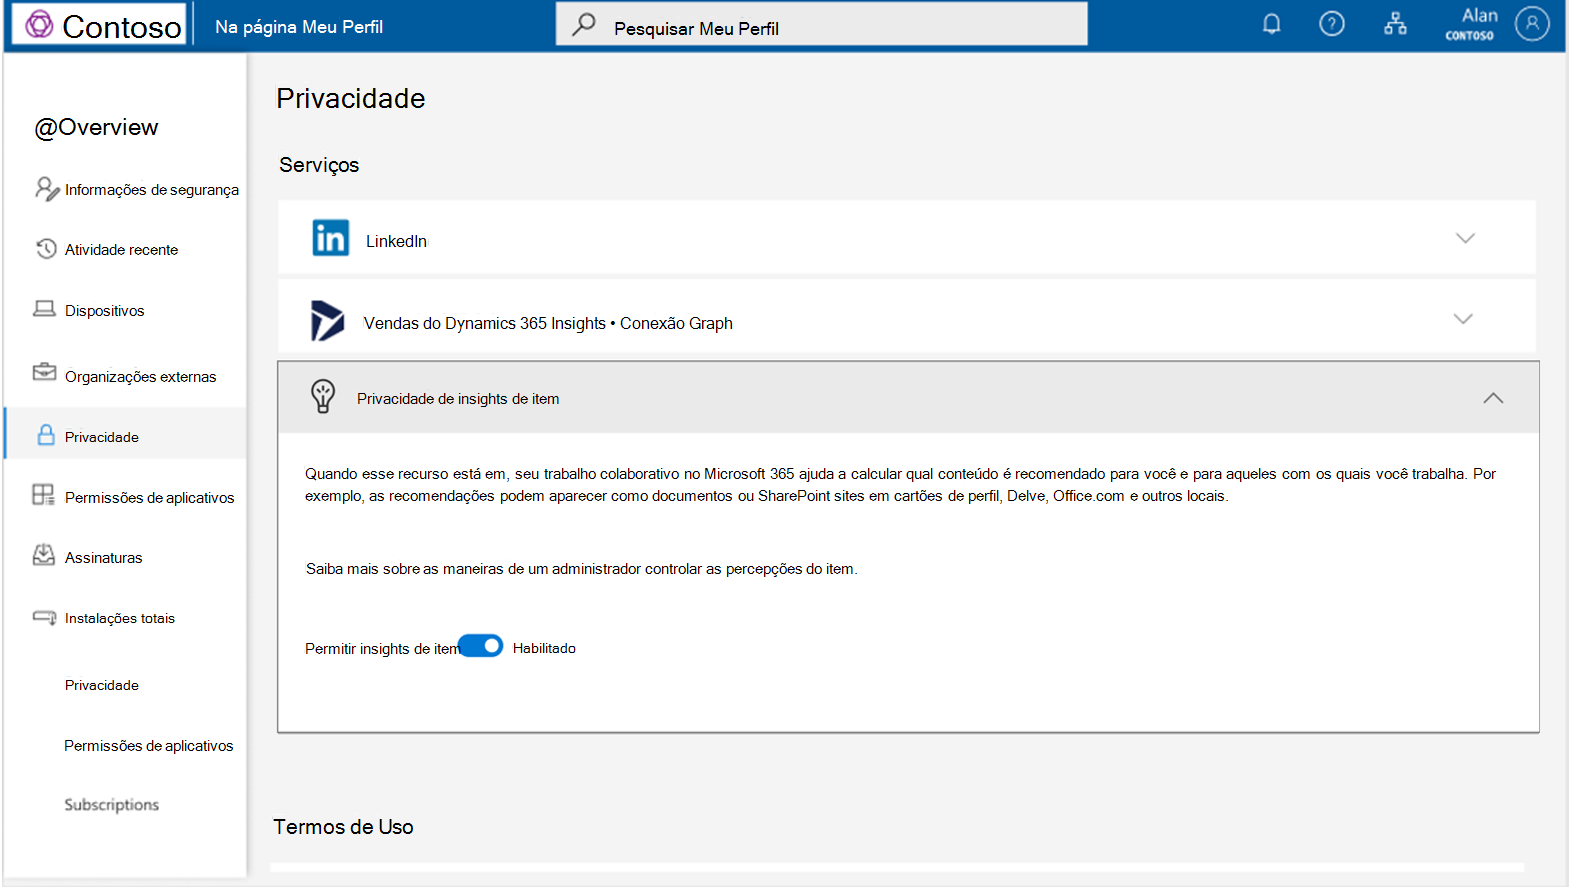 Contoso
Na página Meu Perfil
Pesquisar Meu Perfil
Alan
CONTOSO
@Overview
Informações de segurança
Atividade recente
Dispositivos
Organizações externas
Privacidade
Permissões de aplicativos
Assinaturas
Instalações totais
Privacidade
Permissões de aplicativos
Subscriptions
Privacidade
Serviços
LinkedIn
Vendas do Dynamics 365 Insights • Conexão Graph
Privacidade de insights de item
Quando esse recurso está em, seu trabalho colaborativo no Microsoft 365 ajuda a calcular qual conteúdo é recomendado para você e para aqueles com os quais você trabalha. Por
exemplo, as recomendações podem aparecer como documentos ou SharePoint sites em cartões de perfil, Delve, Office.com e outros locais.
Saiba mais sobre as maneiras de um administrador controlar as percepções do item.
Permitir insights de item Habilitado
Termos de Uso